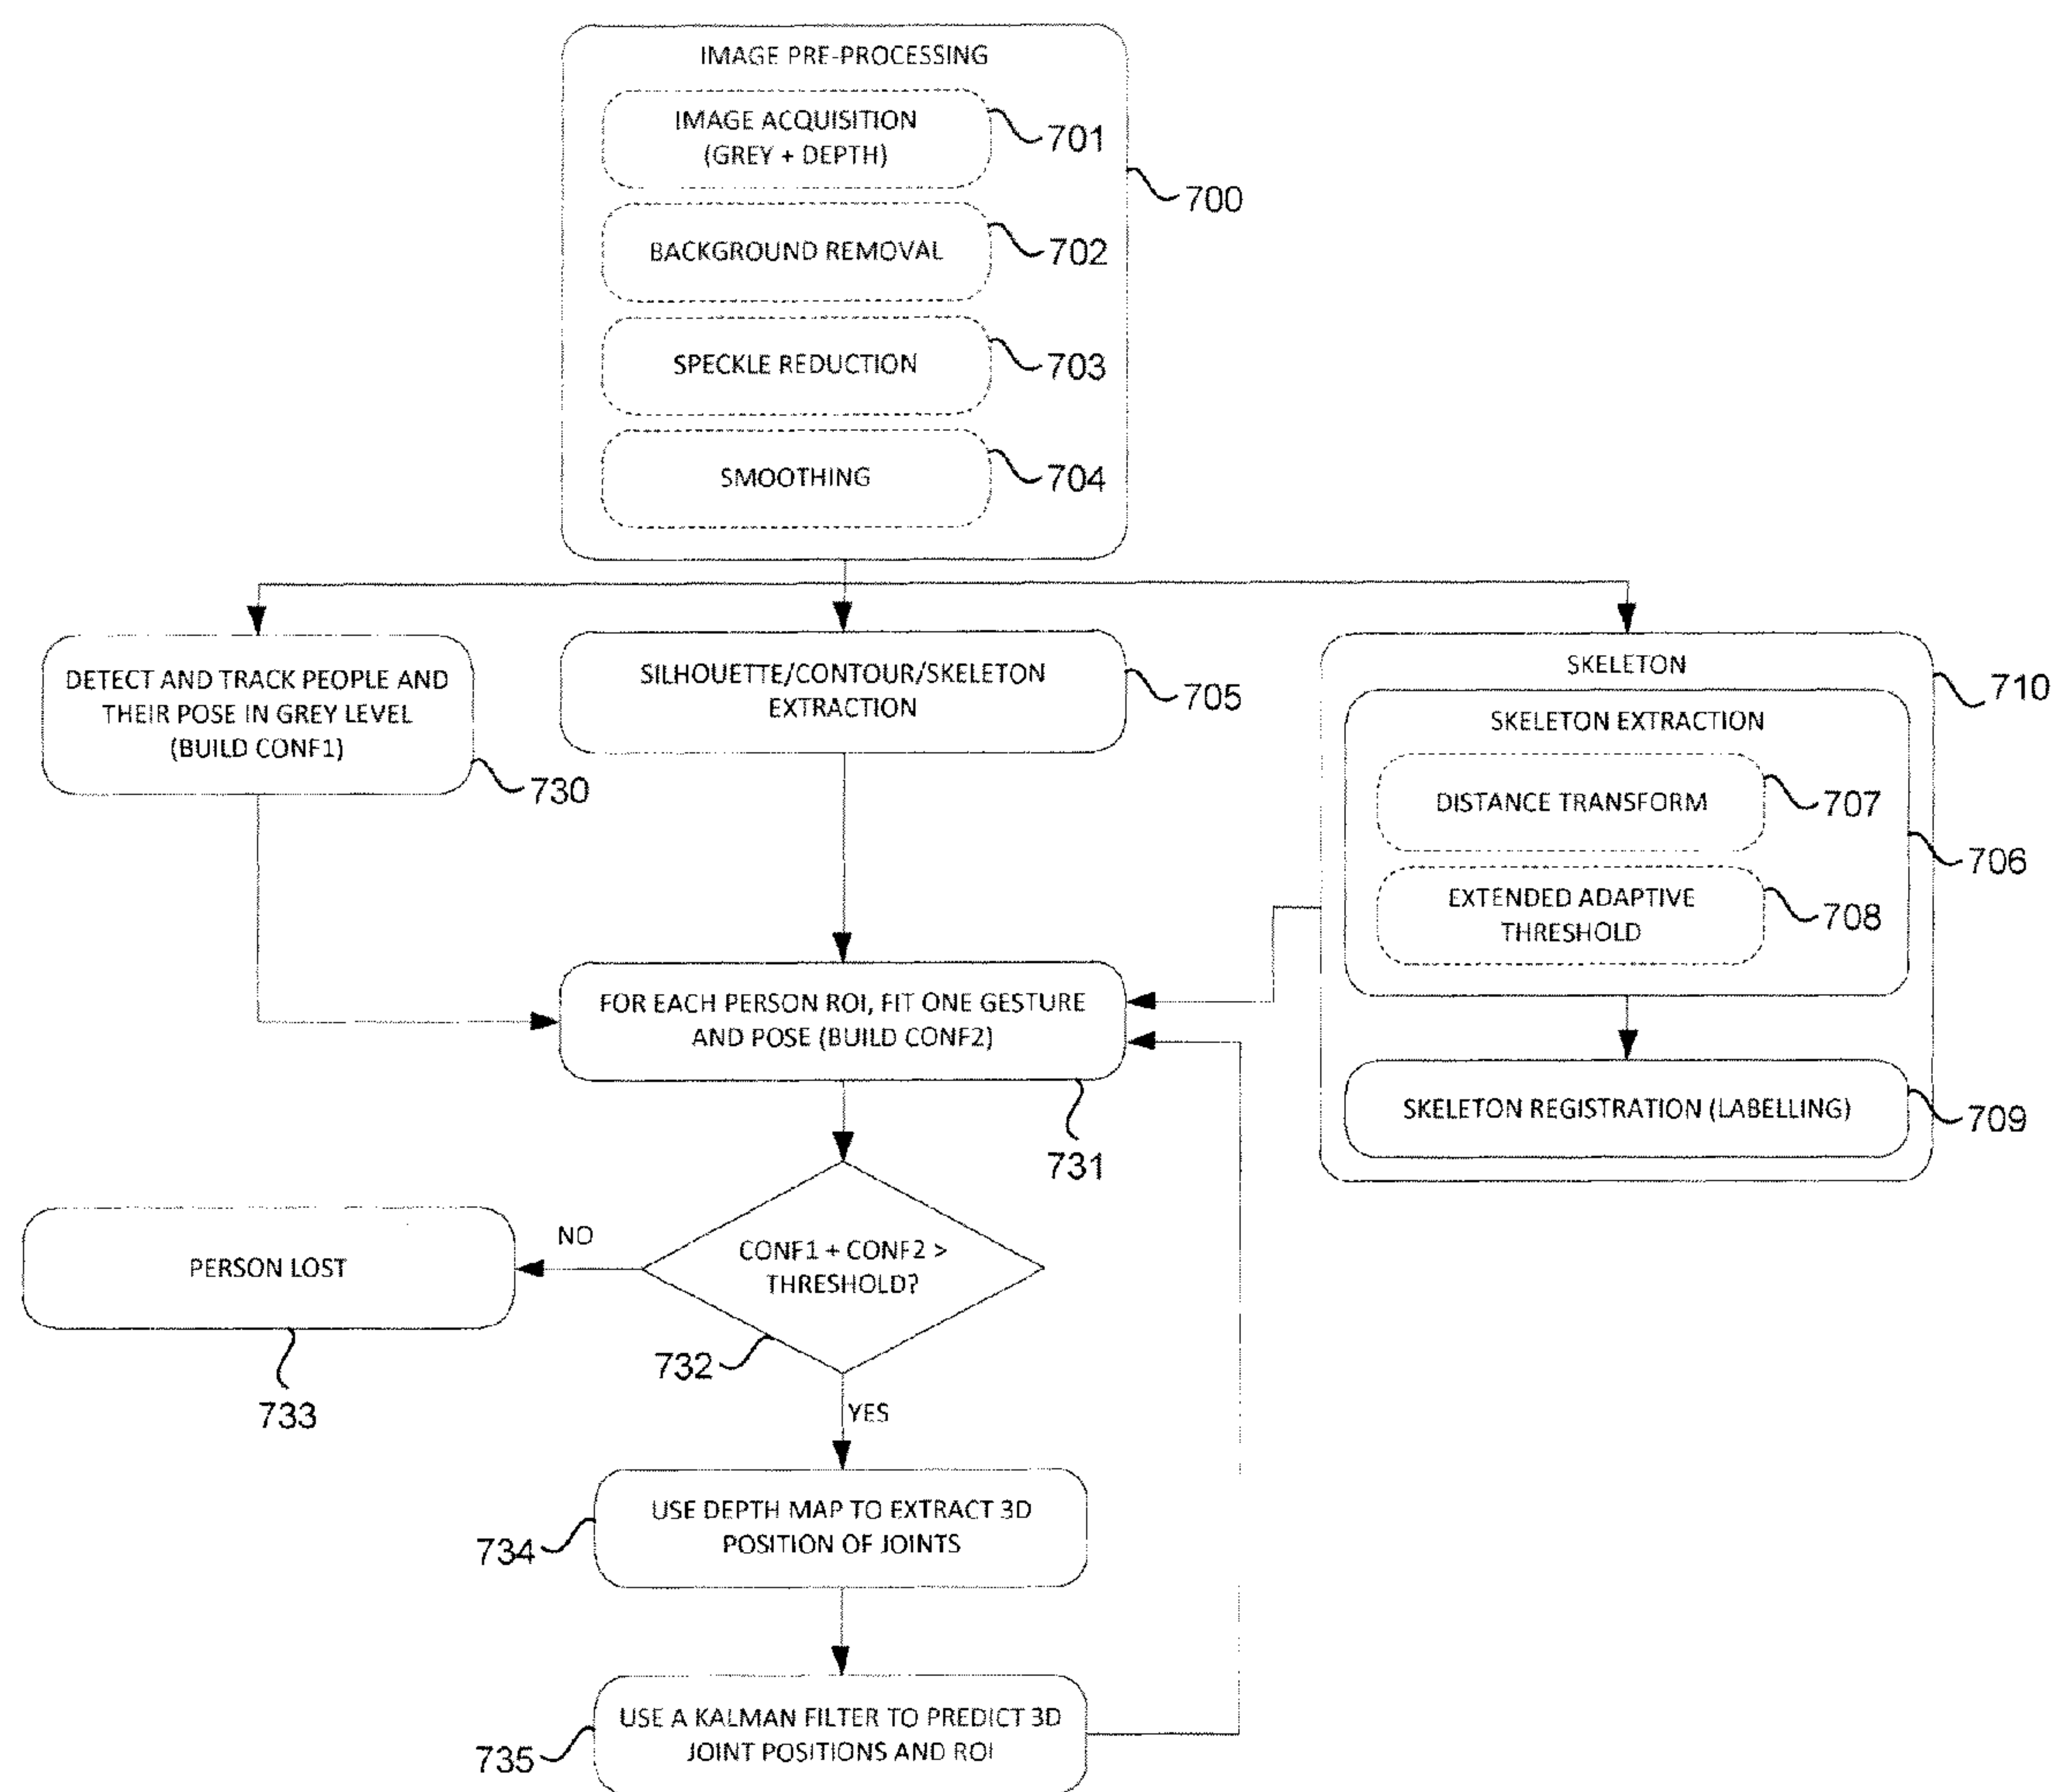 IMAGE PRE-PROCESSING
IMAGE ACQUISITION
(GREY + DEPTH)
701
700
BACKGROUND REMOVAL
702
SPECKLE REDUCTION
703
SMOOTHING
704
DETECT AND TRACK PEOPLE AND
THEIR POSE IN GREY LEVEL
(BUILD CONF1)
730
SILHOUETTE/CONTOUR/SKELETON
EXTRACTION
705
SKELETON
710
SKELETON EXTRACTION
DISTANCE TRANSFORM
707
706
EXTENDED ADAPTIVE
THRESHOLD
708
SKELETON REGISTRATION (LABELLING)
709
FOR EACH PERSON ROI, FIT ONE GESTURE
AND POSE (BUILD CONF2)
731
CONF1 + CONF2 >
THRESHOLD?
732
NO
PERSON LOST
733
YES
USE DEPTH MAP TO EXTRACT 3D
POSITION OF JOINTS
734
USE A KALMAN FILTER TO PREDICT 3D
JOINT POSITIONS AND ROI
735